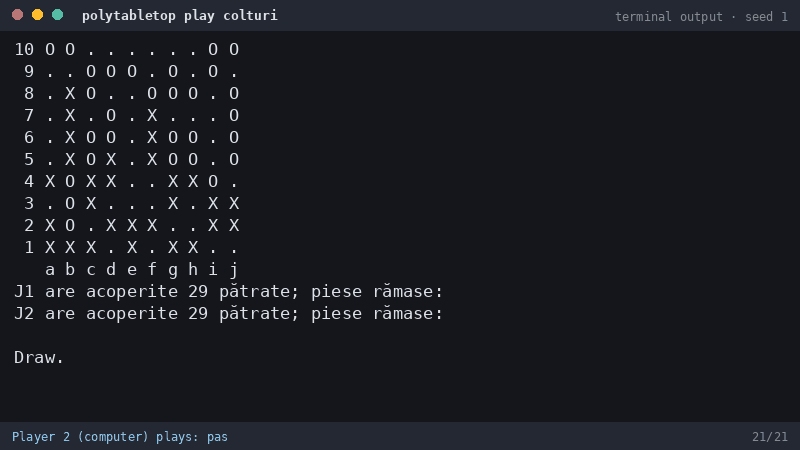 polytabletop play colturi
terminal output · seed 1
10 O O . . . . . . O O
9 . . O O O . O . O .
8 . X O . . O O O . O
7 . X . O . X . . . O
6 . X O O . X O O . O
5 . X O X . X O O . O
4 X O X X . . X X O .
3 . O X . . . X . X X
2 X O . X X X . . X X
1 X X X . X . X X . .
a b c d e f g h i j
J1 are acoperite 29 pătrate; piese rămase:
J2 are acoperite 29 pătrate; piese rămase:
Draw.
Player 2 (computer) plays: pas
21/21